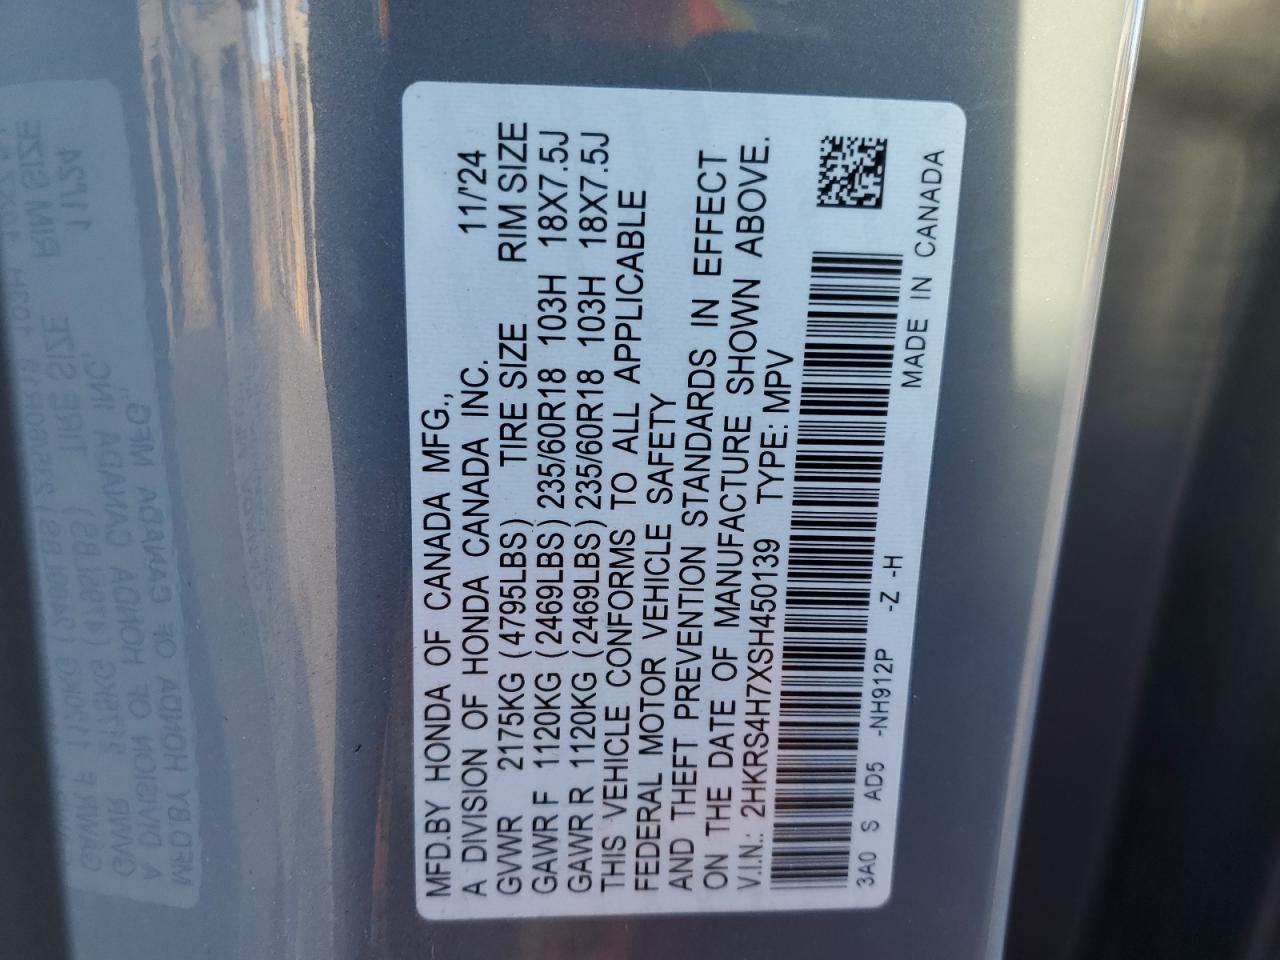 MFD.BY HONDA OF CANADA MFG.,
A DIVISION OF HONDA CANADA INC. 11/'24
GVWR 2175KG (4795LBS) TIRE SIZE RIM SIZE
GAWR F 1120KG (2469LBS) 235/60R18 103H 18X7.5J
GAWR R 1120KG (2469LBS) 235/60R18 103H 18X7.5J
THIS VEHICLE CONFORMS TO ALL APPLICABLE
FEDERAL MOTOR VEHICLE SAFETY
AND THEFT PREVENTION STANDARDS IN EFFECT
ON THE DATE OF MANUFACTURE SHOWN ABOVE.
V.I.N.: 2HKRS4H7XSH450139 TYPE: MPV
3A0 S AD5 -NH912P -Z -H
MADE IN CANADA